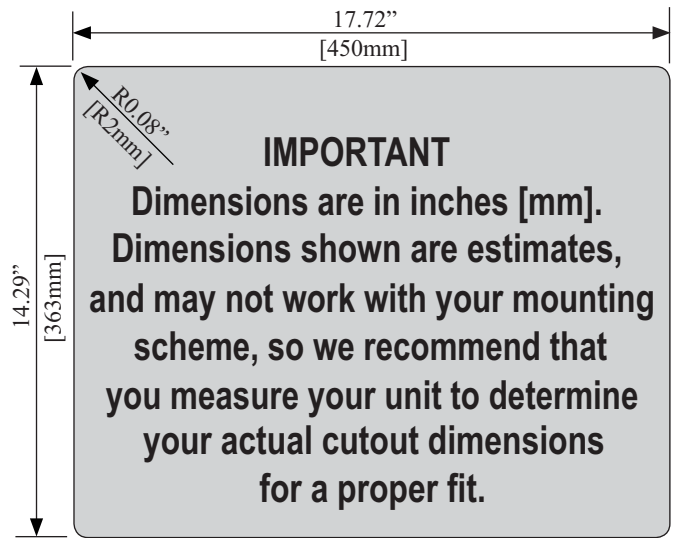 17.72”
[450mm]
R0.08”
[R2mm]
14.29”
[363mm]
IMPORTANT
Dimensions are in inches [mm].
Dimensions shown are estimates,
and may not work with your mounting
scheme, so we recommend that
you measure your unit to determine
your actual cutout dimensions
for a proper fit.